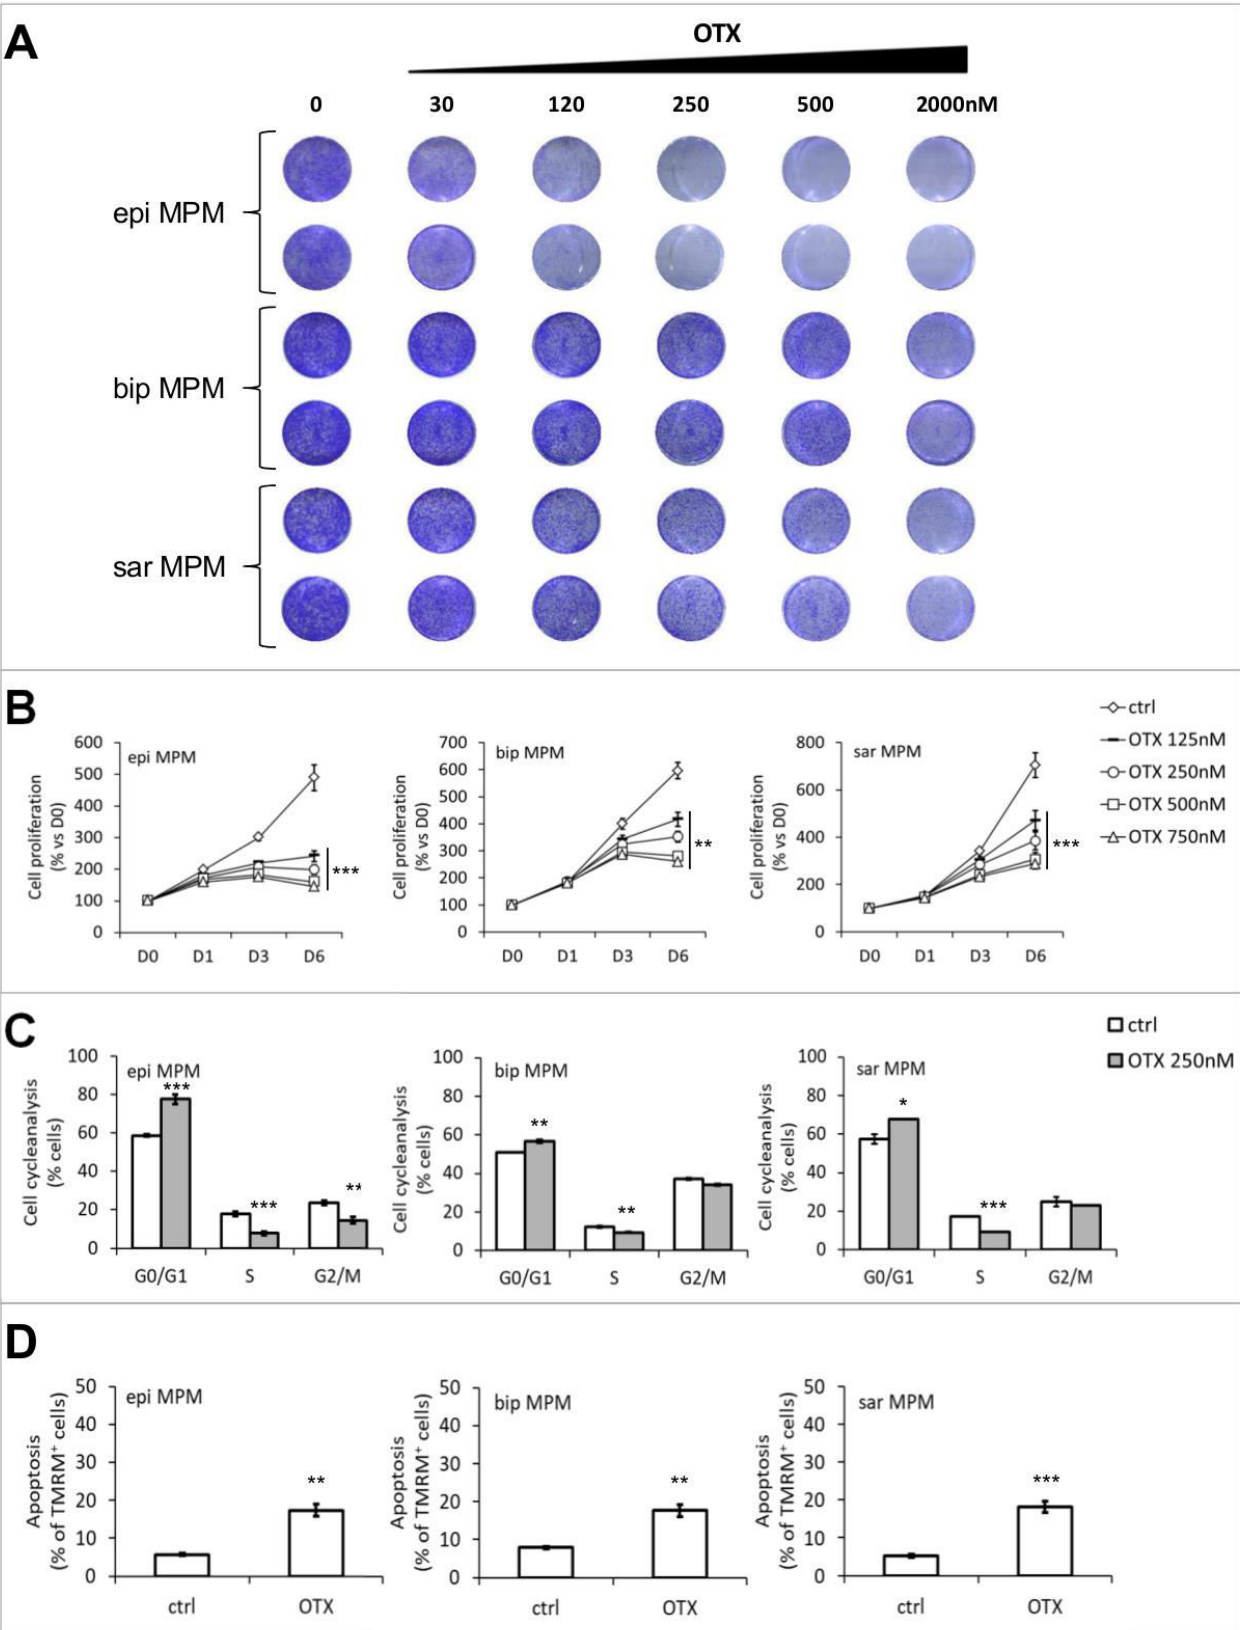 A
OTX
0 30 120 250 500 2000nM
epi MPM
bip MPM
sar MPM
B
ctrl
OTX 125nM
OTX 250nM
OTX 500nM
OTX 750nM
Cell proliferation
(% vs D0)
600
500
400
300
200
100
0
epi MPM
***
D0 D1 D3 D6
Cell proliferation
(% vs D0)
700
600
500
400
300
200
100
0
bip MPM
**
D0 D1 D3 D6
Cell proliferation
(% vs D0)
800
600
400
200
0
sar MPM
***
D0 D1 D3 D6
C
ctrl
OTX 250nM
Cell cycleanalysis
(% cells)
100
80
60
40
20
0
epi MPM
***
***
**
G0/G1 S G2/M
Cell cycleanalysis
(% cells)
100
80
60
40
20
0
bip MPM
**
**
G0/G1 S G2/M
Cell cycleanalysis
(% cells)
100
80
60
40
20
0
sar MPM
*
***
G0/G1 S G2/M
D
Apoptosis
(% of TMRM⁺ cells)
50
40
30
20
10
0
epi MPM
**
ctrl OTX
Apoptosis
(% of TMRM⁺ cells)
50
40
30
20
10
0
bip MPM
**
ctrl OTX
Apoptosis
(% of TMRM⁺ cells)
50
40
30
20
10
0
sar MPM
***
ctrl OTX